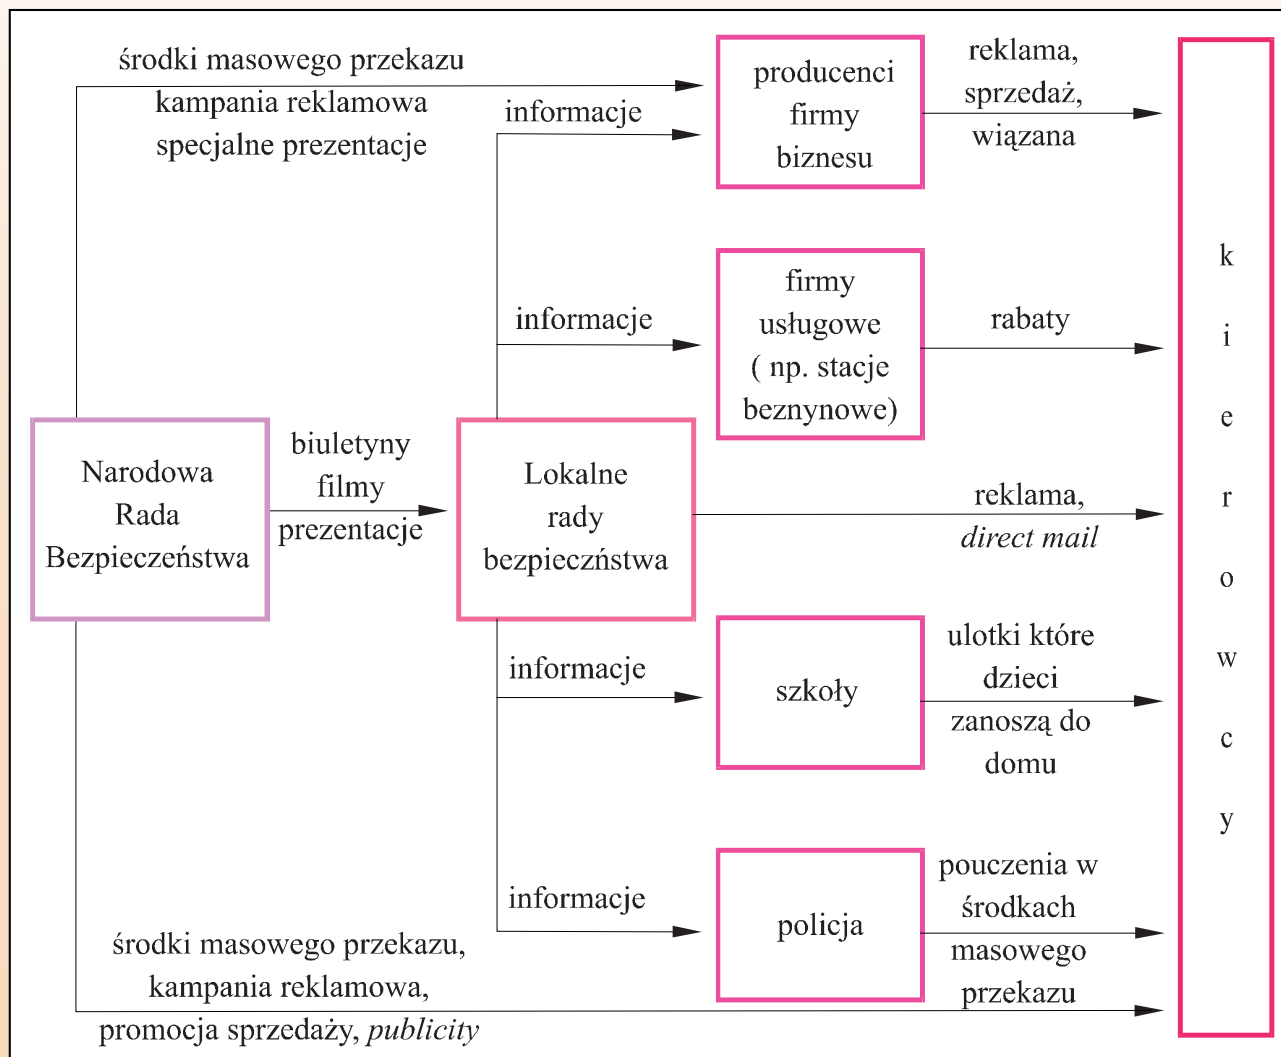 środki masowego przekazu
kampania reklamowa
specjalne prezentacje
informacje
producenci
firmy
biznesu
reklama,
sprzedaż,
wiązana
informacje
firmy
usługowe
( np. stacje
beznynowe)
rabaty
Narodowa
Rada
Bezpieczeństwa
biuletyny
filmy
prezentacje
Lokalne
rady
bezpieczństwa
reklama,
direct mail
informacje
szkoły
ulotki które
dzieci
zanoszą do
domu
informacje
policja
pouczenia w
środkach
masowego
przekazu
środki masowego przekazu,
kampania reklamowa,
promocja sprzedaży, publicity
k
i
e
r
o
w
c
y